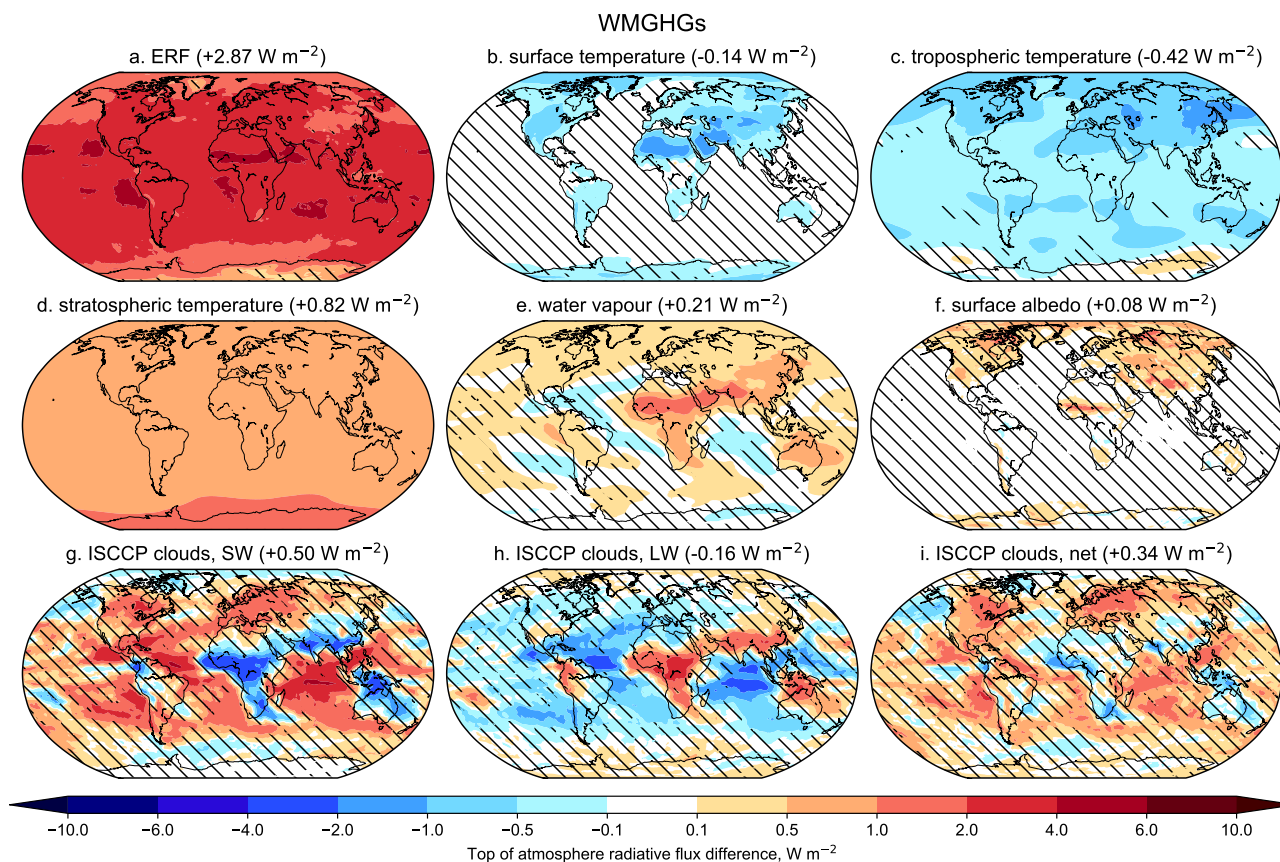 WMGHGs
a. ERF (+2.87 W m⁻²)
b. surface temperature (-0.14 W m⁻²)
c. tropospheric temperature (-0.42 W m⁻²)
d. stratospheric temperature (+0.82 W m⁻²)
e. water vapour (+0.21 W m⁻²)
f. surface albedo (+0.08 W m⁻²)
g. ISCCP clouds, SW (+0.50 W m⁻²)
h. ISCCP clouds, LW (-0.16 W m⁻²)
i. ISCCP clouds, net (+0.34 W m⁻²)
−10.0 −6.0 −4.0 −2.0 −1.0 −0.5 −0.1 0.1 0.5 1.0 2.0 4.0 6.0 10.0
Top of atmosphere radiative flux difference, W m⁻²